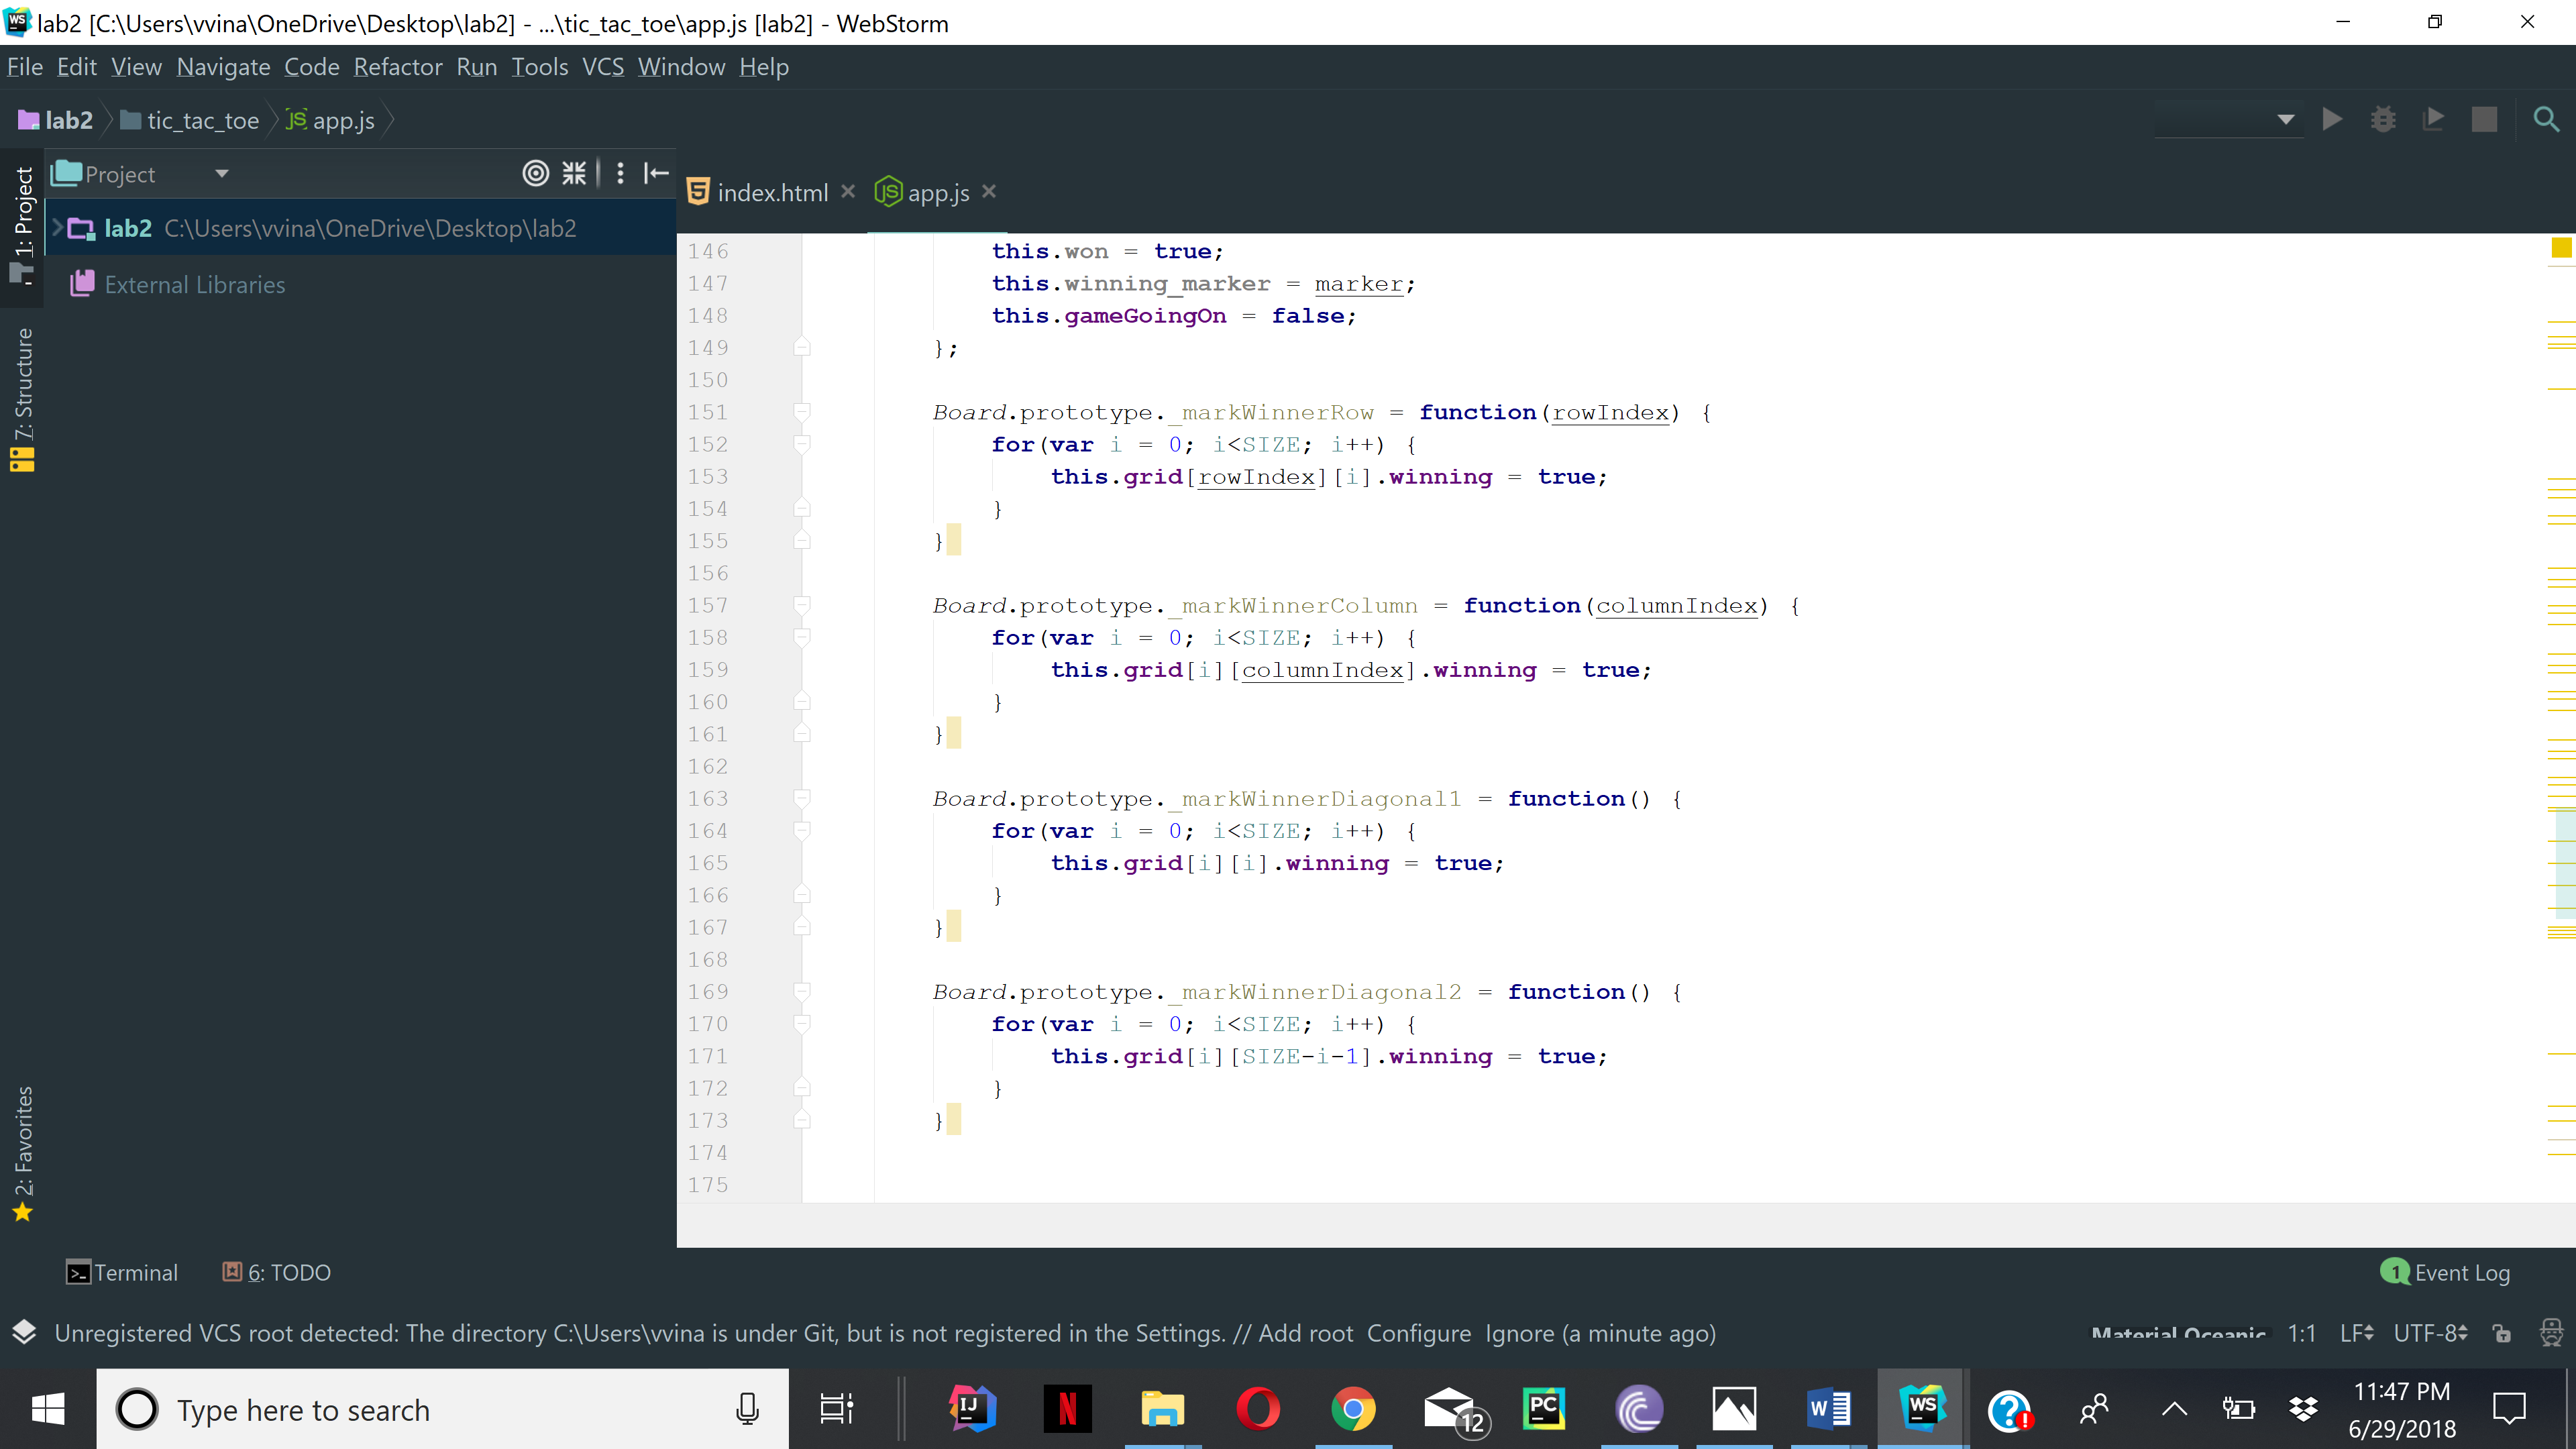 lab2 [C:\Users\vvina\OneDrive\Desktop\lab2] - ...\tic_tac_toe\app.js [lab2] - WebStorm
File Edit View Navigate Code Refactor Run Tools VCS Window Help
lab2 tic_tac_toe app.js
1: Project
Project
lab2 C:\Users\vvina\OneDrive\Desktop\lab2
External Libraries
7: Structure
2: Favorites
index.html app.js
146 this.won = true;
147 this.winning_marker = marker;
148 this.gameGoingOn = false;
149 };
150
151 Board.prototype._markWinnerRow = function(rowIndex) {
152 for(var i = 0; i<SIZE; i++) {
153 this.grid[rowIndex][i].winning = true;
154 }
155 }
156
157 Board.prototype._markWinnerColumn = function(columnIndex) {
158 for(var i = 0; i<SIZE; i++) {
159 this.grid[i][columnIndex].winning = true;
160 }
161 }
162
163 Board.prototype._markWinnerDiagonal1 = function() {
164 for(var i = 0; i<SIZE; i++) {
165 this.grid[i][i].winning = true;
166 }
167 }
168
169 Board.prototype._markWinnerDiagonal2 = function() {
170 for(var i = 0; i<SIZE; i++) {
171 this.grid[i][SIZE-i-1].winning = true;
172 }
173 }
174
175
Terminal 6: TODO 1 Event Log
Unregistered VCS root detected: The directory C:\Users\vvina is under Git, but is not registered in the Settings. // Add root Configure Ignore (a minute ago) Material Oceanic 1:1 LF UTF-8
Type here to search
IJ N 12 PC W WS
11:47 PM
6/29/2018